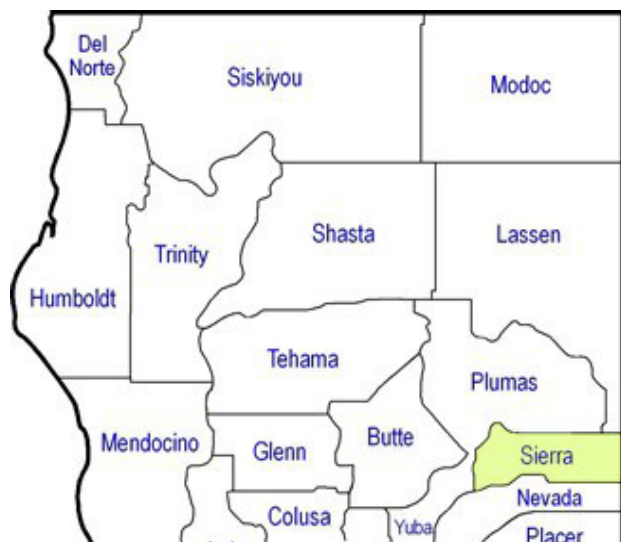 Del
Norte
Siskiyou
Modoc
Trinity
Shasta
Lassen
Humboldt
Tehama
Plumas
Mendocino
Glenn
Butte
Sierra
Nevada
Colusa
Yuba
Placer